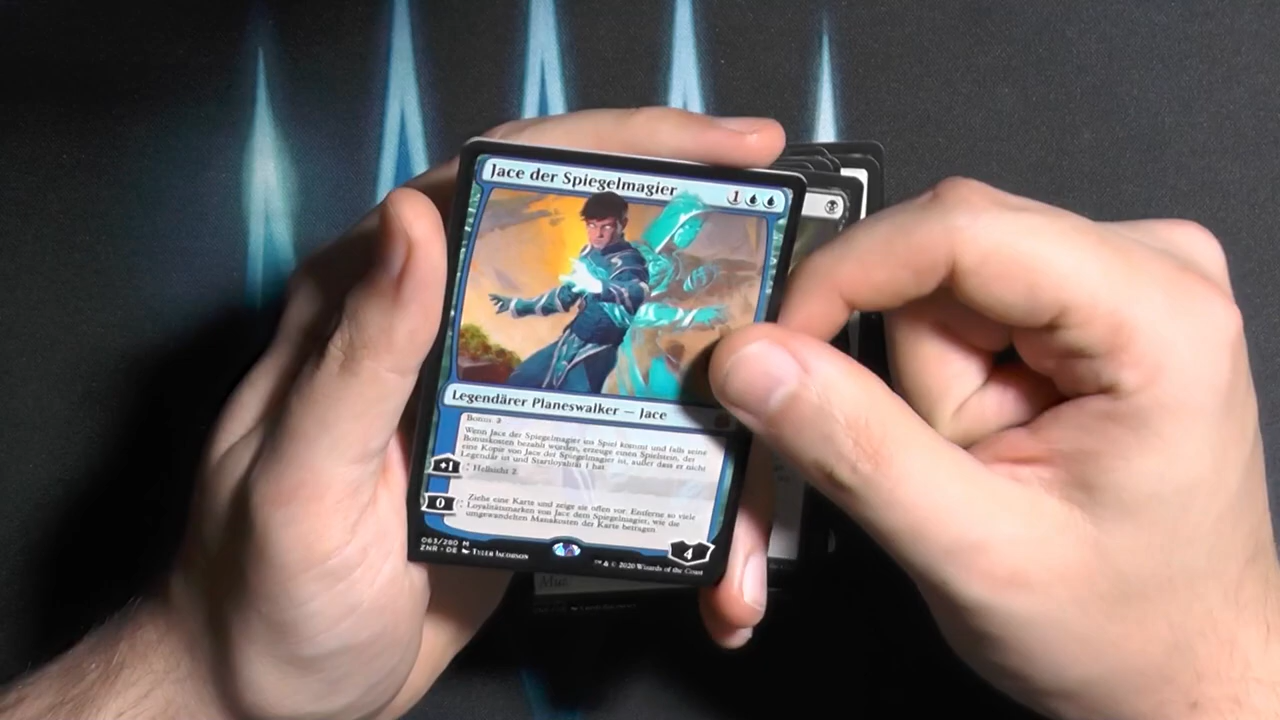 Jace der Spiegelmagier
1
Legendärer Planeswalker — Jace
Bonus 2
Wenn Jace der Spiegelmagier ins Spiel kommt und falls seine
Bonuskosten bezahlt wurden, erzeuge einen Spielstein, der
eine Kopie von Jace der Spiegelmagier ist, außer dass er nicht
Legendär ist und Startloyalität 1 hat.
+1 : Hellsicht 2.
0 : Ziehe eine Karte und zeige sie offen vor. Entferne so viele
Loyalitätsmarken von Jace dem Spiegelmagier, wie die
umgewandelten Manakosten der Karte betragen.
4
063/280 M
ZNR • DE TYLER JACOBSON
™ & © 2020 Wizards of the Coast